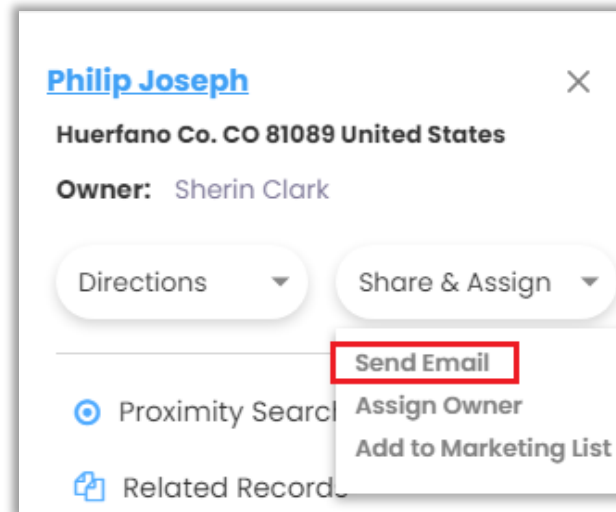 Philip Joseph
Huerfano Co. CO 81089 United States
Owner: Sherin Clark
Directions Share & Assign
Send Email
Proximity Search Assign Owner
Add to Marketing List
Related Records